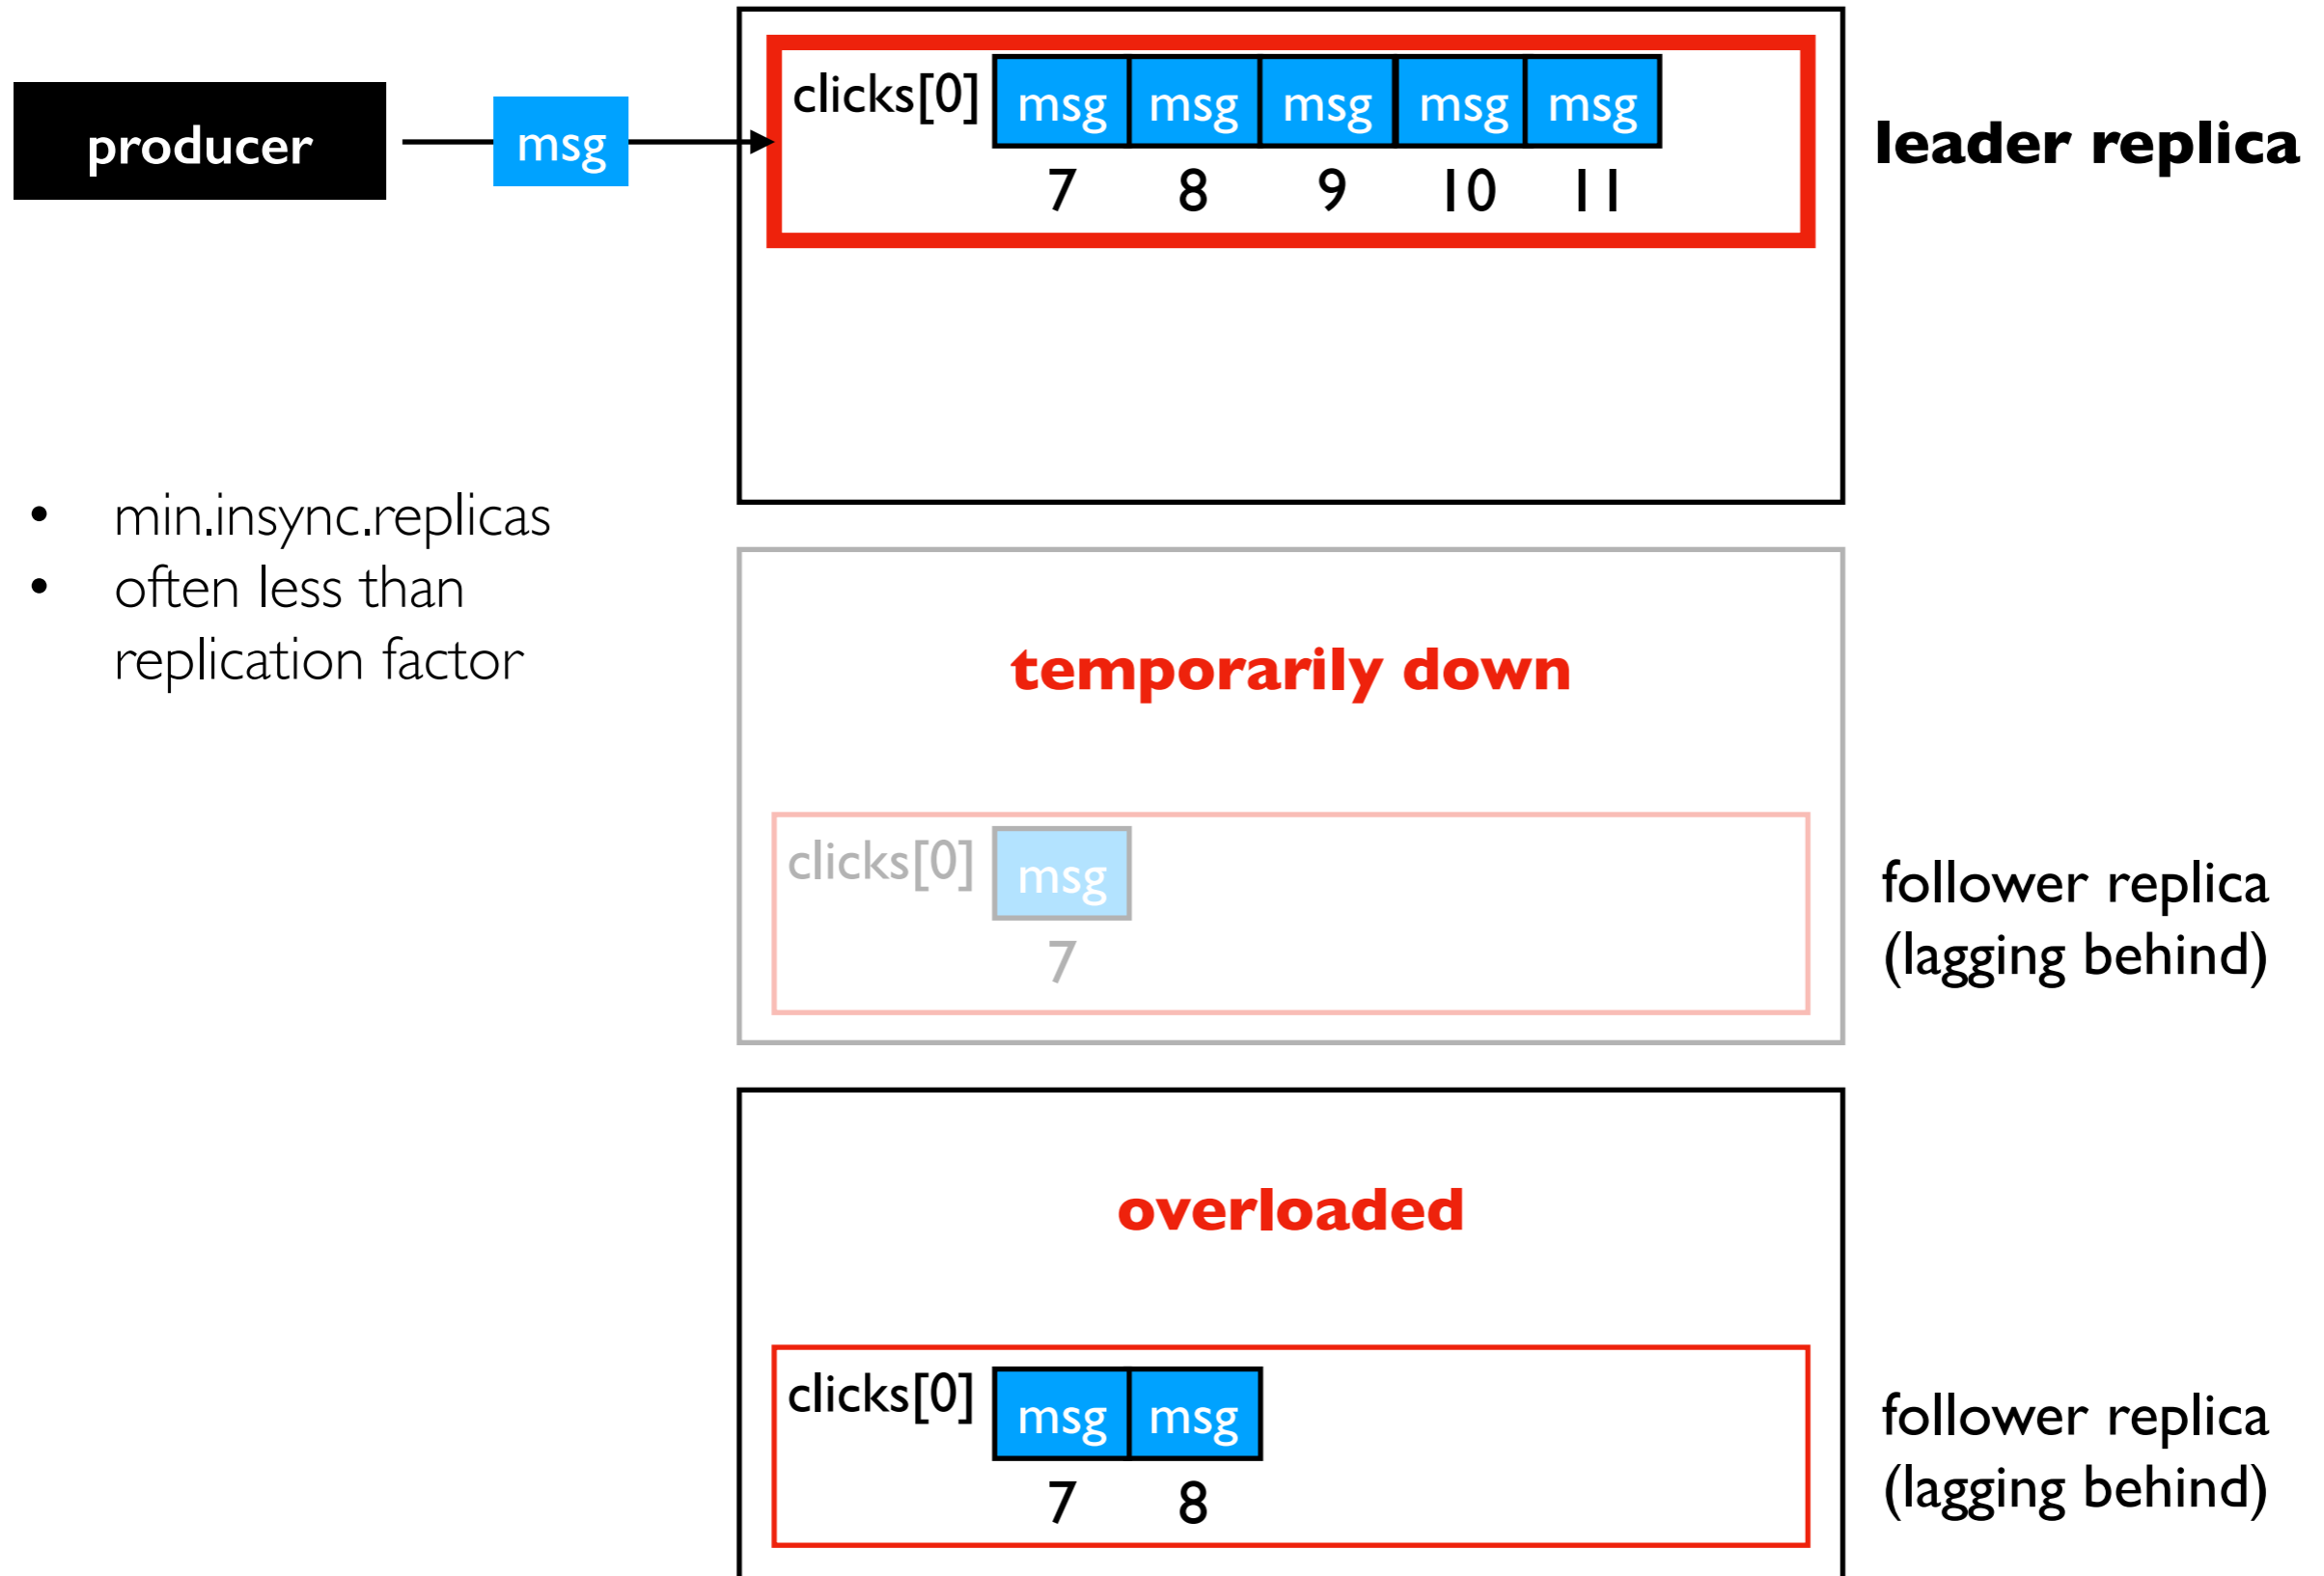 producer
msg
clicks[0]
msg msg msg msg msg
7 8 9 10 11
leader replica
• min.insync.replicas
• often less than
replication factor
temporarily down
clicks[0]
msg
7
follower replica
(lagging behind)
overloaded
clicks[0]
msg msg
7 8
follower replica
(lagging behind)